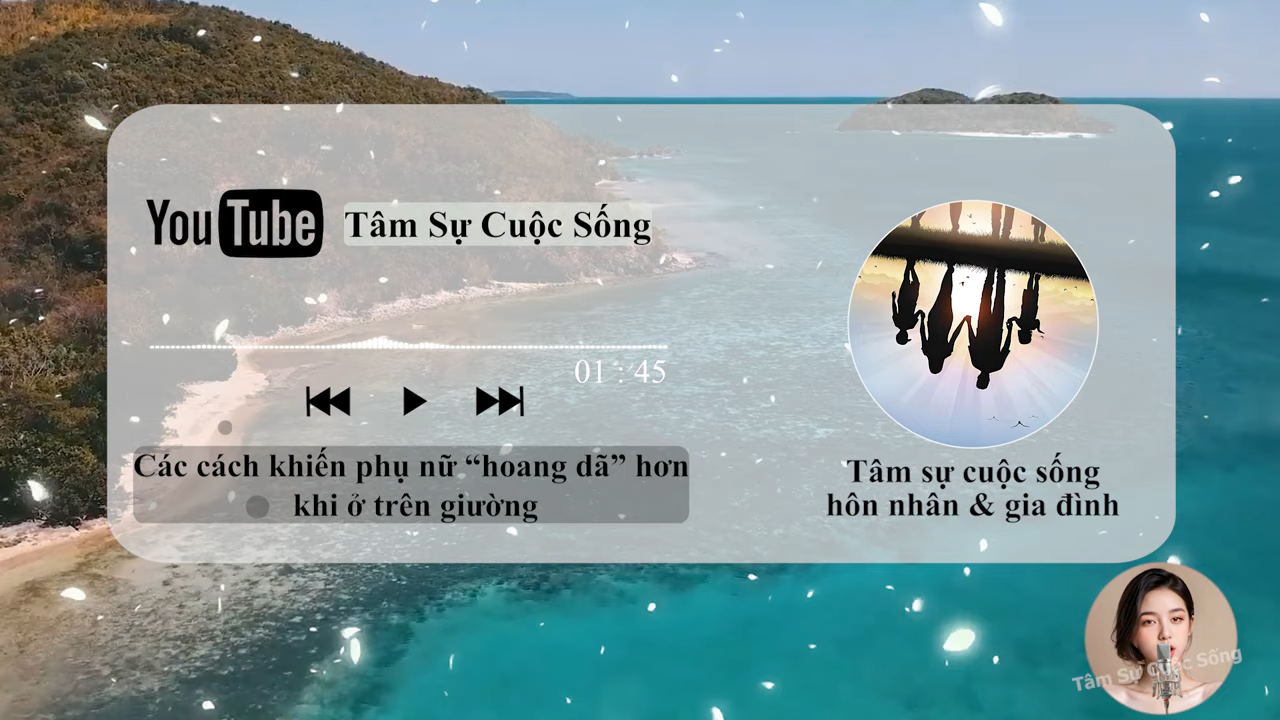 YouTube
Tâm Sự Cuộc Sống
01 : 45
Các cách khiến phụ nữ “hoang dã” hơn
khi ở trên giường
Tâm sự cuộc sống
hôn nhân & gia đình
Tâm Sự Cuộc Sống